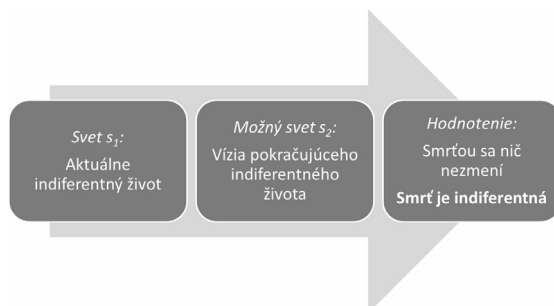 Svet s₁:
Aktuálne
indiferentný život
Možný svet s₂:
Vízia pokračujúceho
indiferentného
života
Hodnotenie:
Smrťou sa nič
nezmení
Smrť je indiferentná